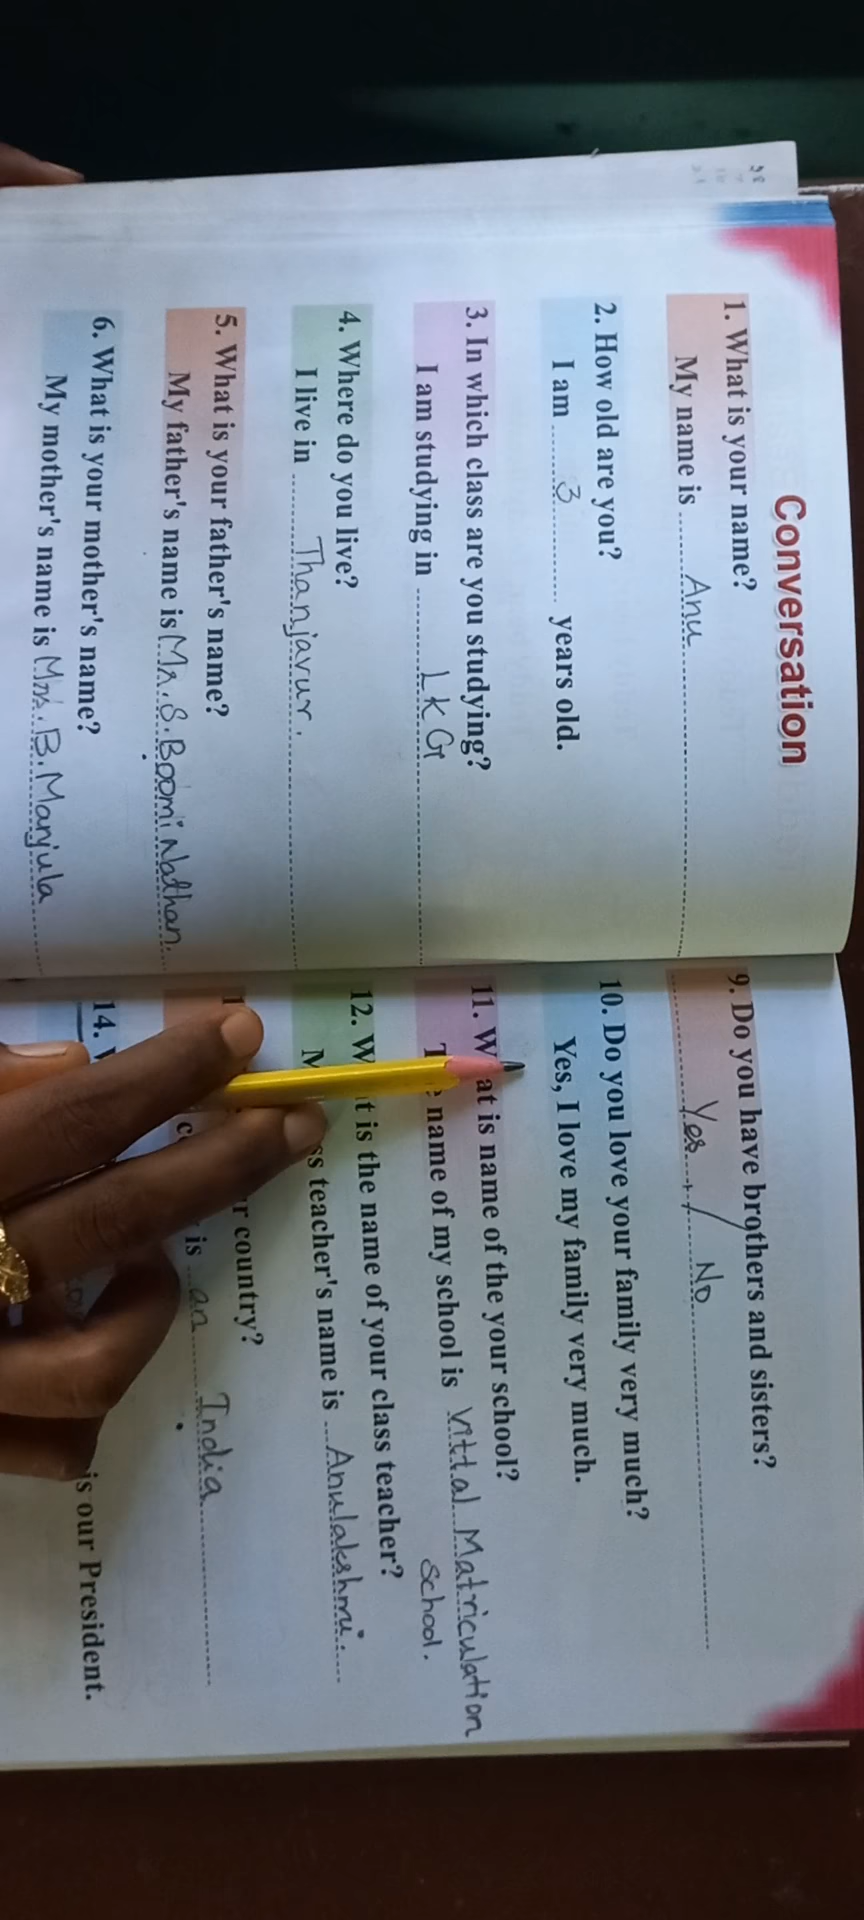 Conversation
1. What is your name?
My name is Anu
2. How old are you?
I am 3 years old.
3. In which class are you studying?
I am studying in LKG
4. Where do you live?
I live in Thanjavur.
5. What is your father's name?
My father's name is Mr. S. Boomi Nathan.
6. What is your mother's name?
My mother's name is Mrs. B. Manjula
9. Do you have brothers and sisters?
Yes / No
10. Do you love your family very much?
Yes, I love my family very much.
11. W at is name of the your school?
T e name of my school is Vittal Matriculation
School.
12. W t is the name of your class teacher?
M ss teacher's name is Anulakshmi.
r country?
is an India
14.
is our President.